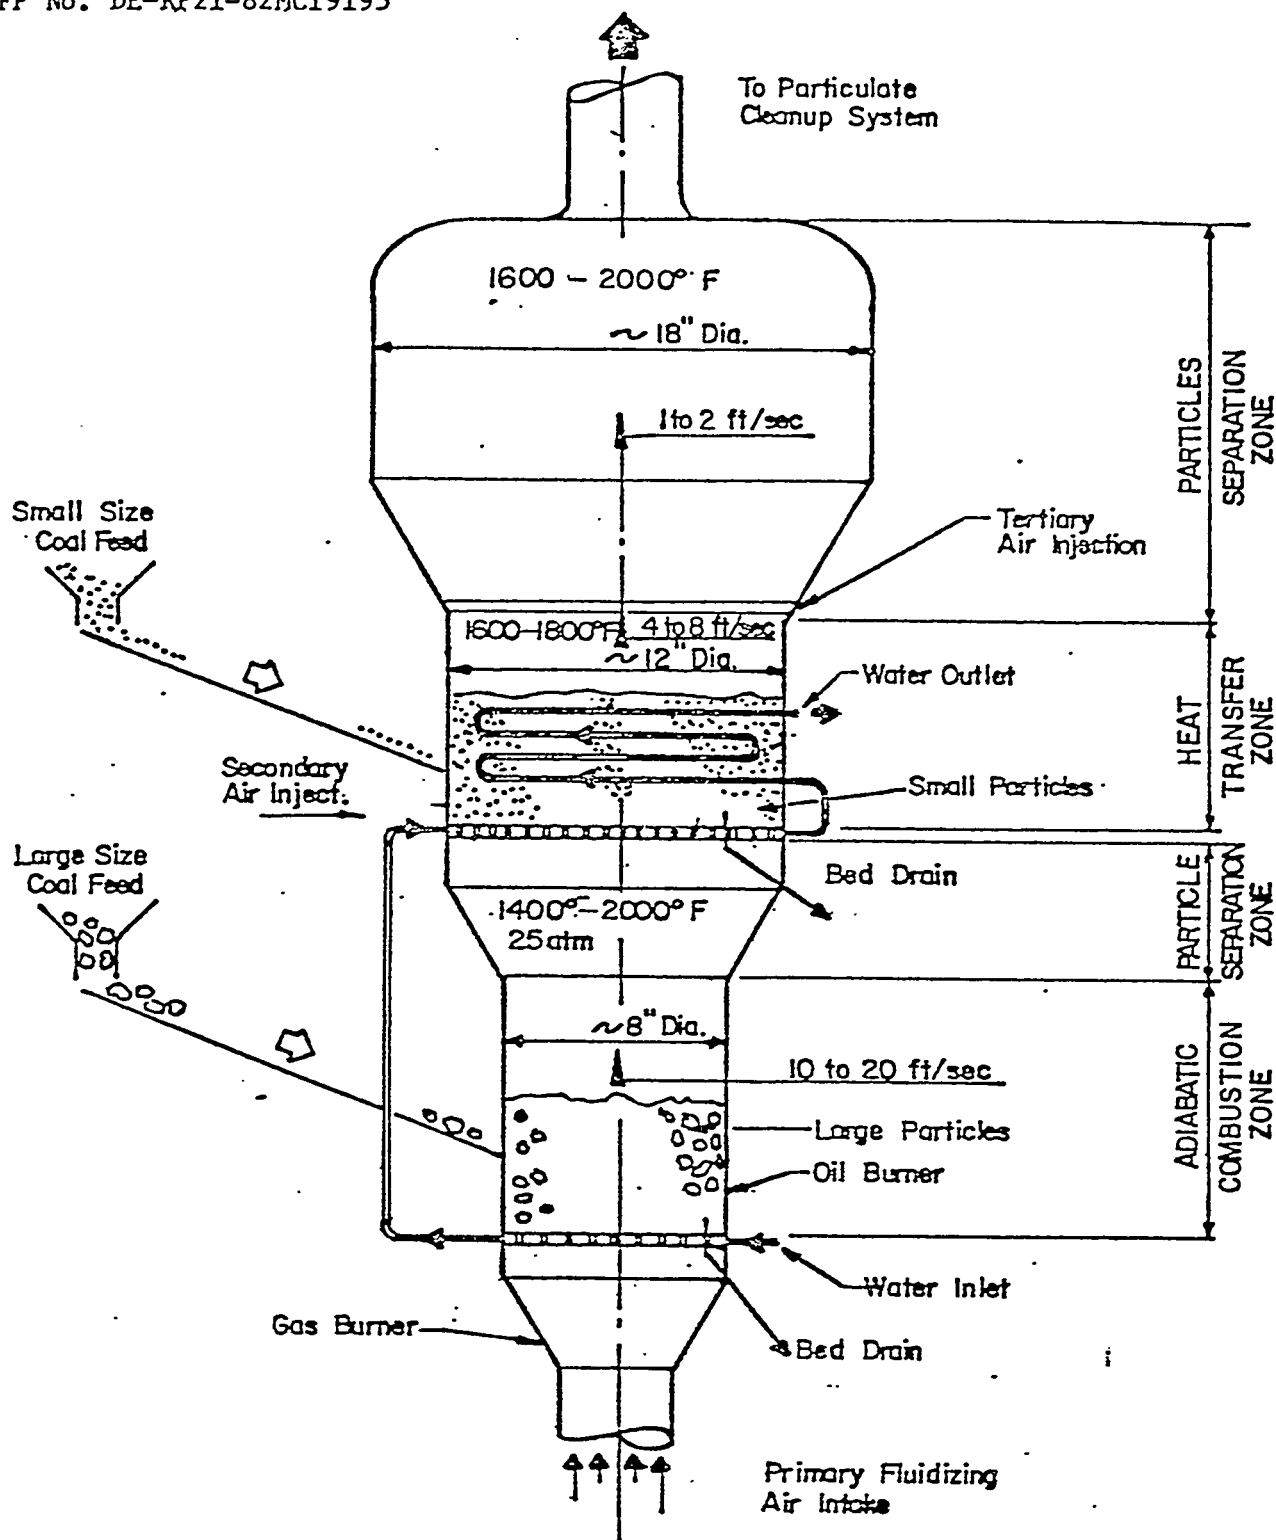 No. DE-RP21-82MC19195
To Particulate
Cleanup System
1600 - 2000° F
~ 18" Dia.
1 to 2 ft/sec
PARTICLES
SEPARATION
ZONE
Small Size
Coal Feed
Tertiary
Air Injection
1600-1800°F 4 to 8 ft/sec
~ 12" Dia.
Water Outlet
HEAT
TRANSFER
ZONE
Secondary
Air Inject.
Small Particles
Large Size
Coal Feed
Bed Drain
1400°-2000° F
25 atm
PARTICLE
SEPARATION
ZONE
~ 8" Dia.
10 to 20 ft/sec
Large Particles
Oil Burner
ADIABATIC
COMBUSTION
ZONE
Water Inlet
Gas Burner
Bed Drain
Primary Fluidizing
Air Intake